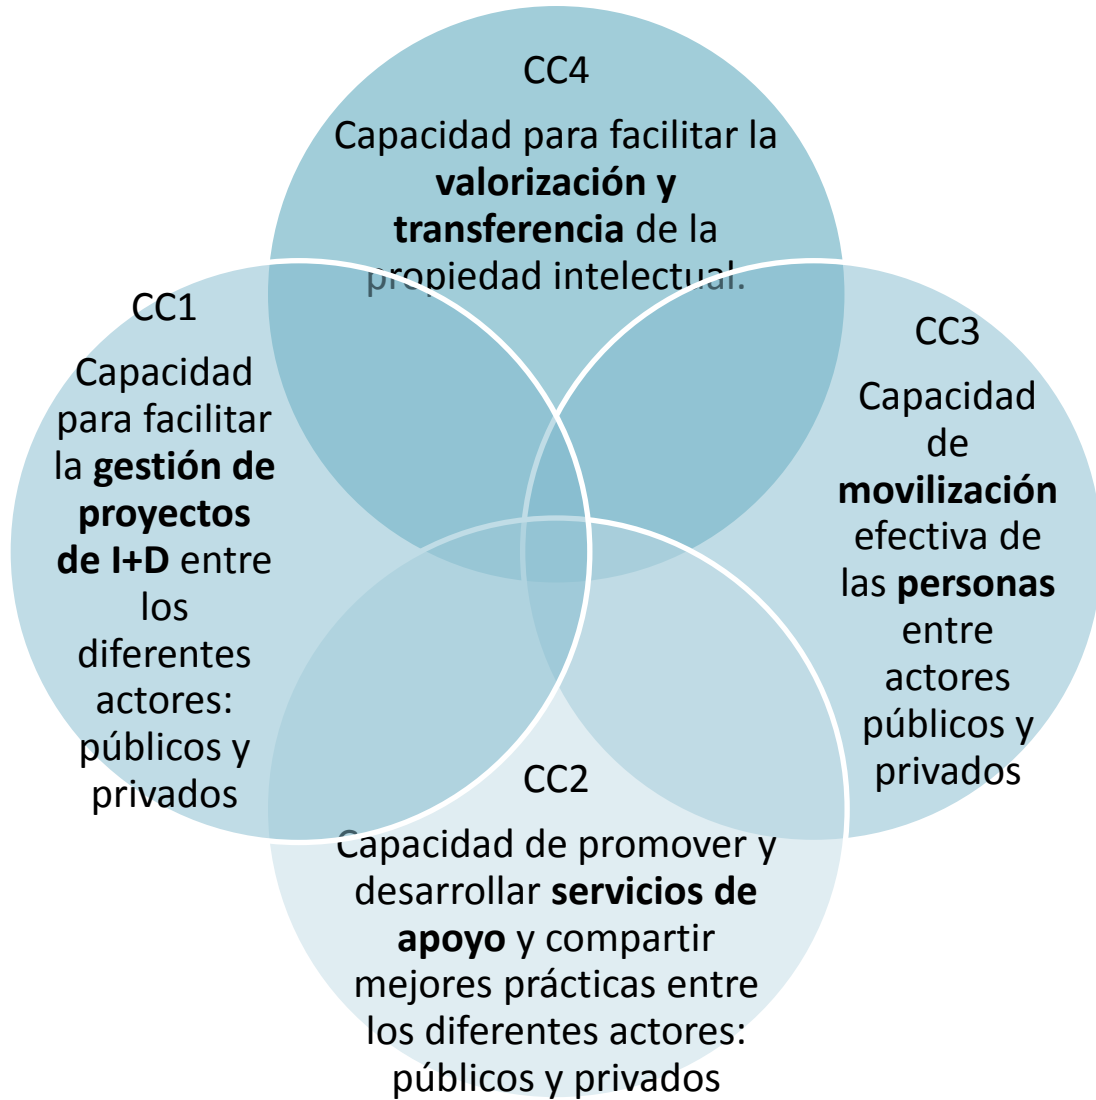 CC4
Capacidad para facilitar la
valorización y
transferencia de la
propiedad intelectual.
CC1
Capacidad
para facilitar
la gestión de
proyectos
de I+D entre
los
diferentes
actores:
públicos y
privados
CC3
Capacidad
de
movilización
efectiva de
las personas
entre
actores
públicos y
privados
CC2
Capacidad de promover y
desarrollar servicios de
apoyo y compartir
mejores prácticas entre
los diferentes actores:
públicos y privados